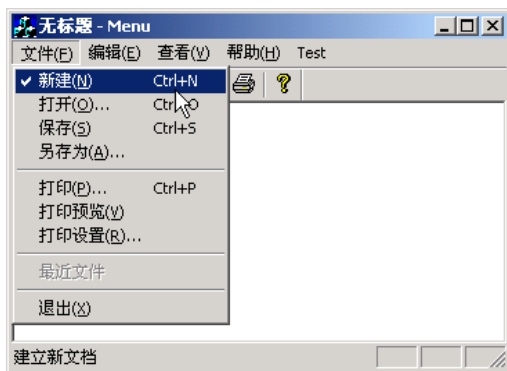 无标题 - Menu
文件(F) 编辑(E) 查看(V) 帮助(H) Test
✔ 新建(N) Ctrl+N
打开(O)... Ctrl+O
保存(S) Ctrl+S
另存为(A)...
打印(P)... Ctrl+P
打印预览(V)
打印设置(R)...
最近文件
退出(X)
建立新文档